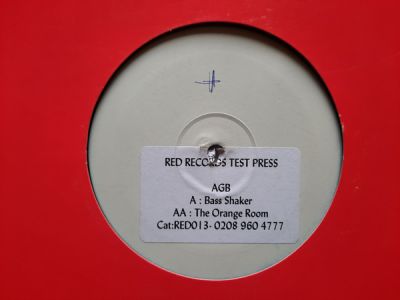 RED RECORDS TEST PRESS
AGB
A : Bass Shaker
AA : The Orange Room
Cat:RED013- 0208 960 4777